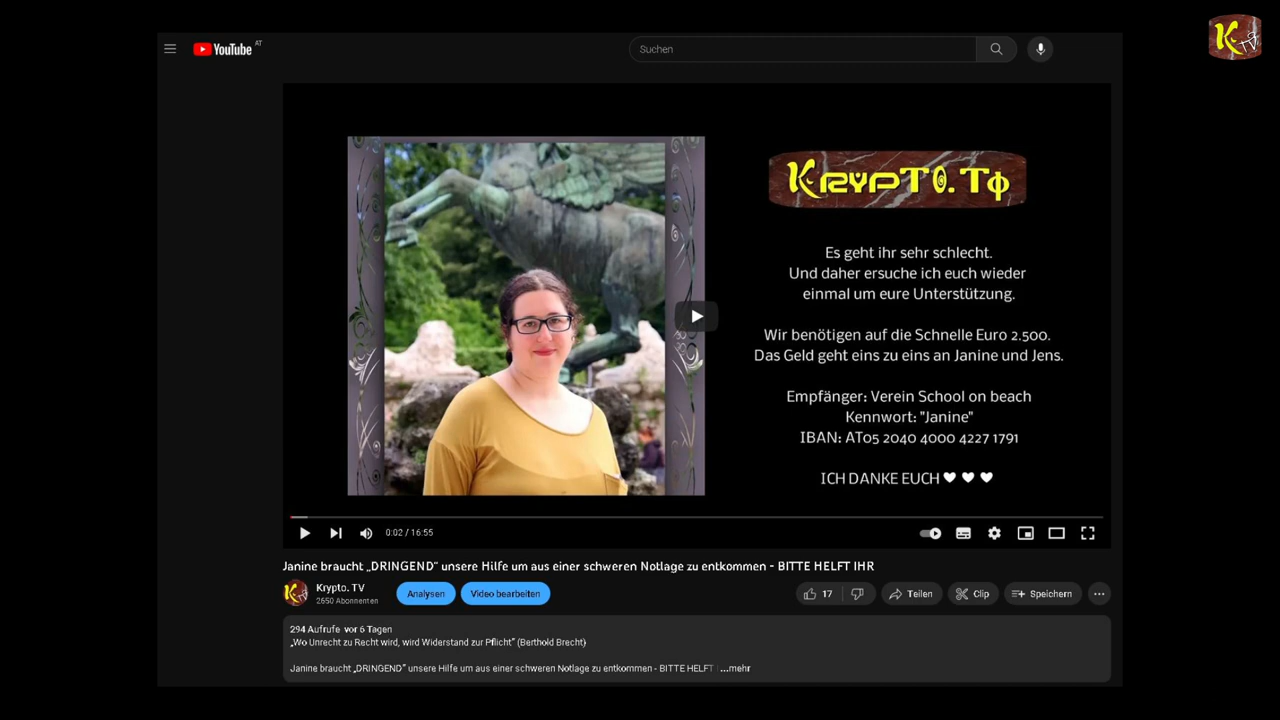 YouTube AT
Suchen
KRYPTO.TV
Es geht ihr sehr schlecht.
Und daher ersuche ich euch wieder
einmal um eure Unterstützung.
Wir benötigen auf die Schnelle Euro 2.500.
Das Geld geht eins zu eins an Janine und Jens.
Empfänger: Verein School on beach
Kennwort: "Janine"
IBAN: AT05 2040 4000 4227 1791
ICH DANKE EUCH ♥ ♥ ♥
0:02 / 16:55
Janine braucht „DRINGEND“ unsere Hilfe um aus einer schweren Notlage zu entkommen - BITTE HELFT IHR
Krypto. TV
2550 Abonnenten
Analysen
Video bearbeiten
17
Teilen
Clip
Speichern
294 Aufrufe vor 6 Tagen
„Wo Unrecht zu Recht wird, wird Widerstand zur Pflicht“ (Berthold Brecht)
Janine braucht „DRINGEND“ unsere Hilfe um aus einer schweren Notlage zu entkommen - BITTE HELFT ...mehr